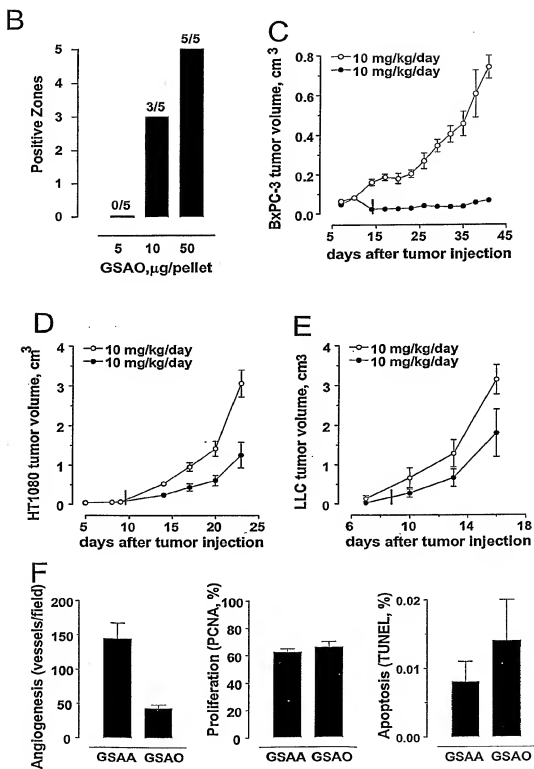 B
Positive Zones
5
4
3
2
1
0
0/5
3/5
5/5
5 10 50
GSAO,µg/pellet
C
BxPC-3 tumor volume, cm 3
10 mg/kg/day
10 mg/kg/day
0.8
0.6
0.4
0.2
0.0
5 15 25 35 45
days after tumor injection
D
HT1080 tumor volume, cm3
10 mg/kg/day
10 mg/kg/day
4
3
2
1
0
5 10 15 20 25
days after tumor injection
E
LLC tumor volume, cm3
10 mg/kg/day
10 mg/kg/day
4
3
2
1
0
6 10 14 18
days after tumor injection
F
Angiogenesis (vessels/field)
200
150
100
50
0
GSAA GSAO
Proliferation (PCNA, %)
100
80
60
40
20
0
GSAA GSAO
Apoptosis (TUNEL, %)
0.02
0.01
0.00
GSAA GSAO